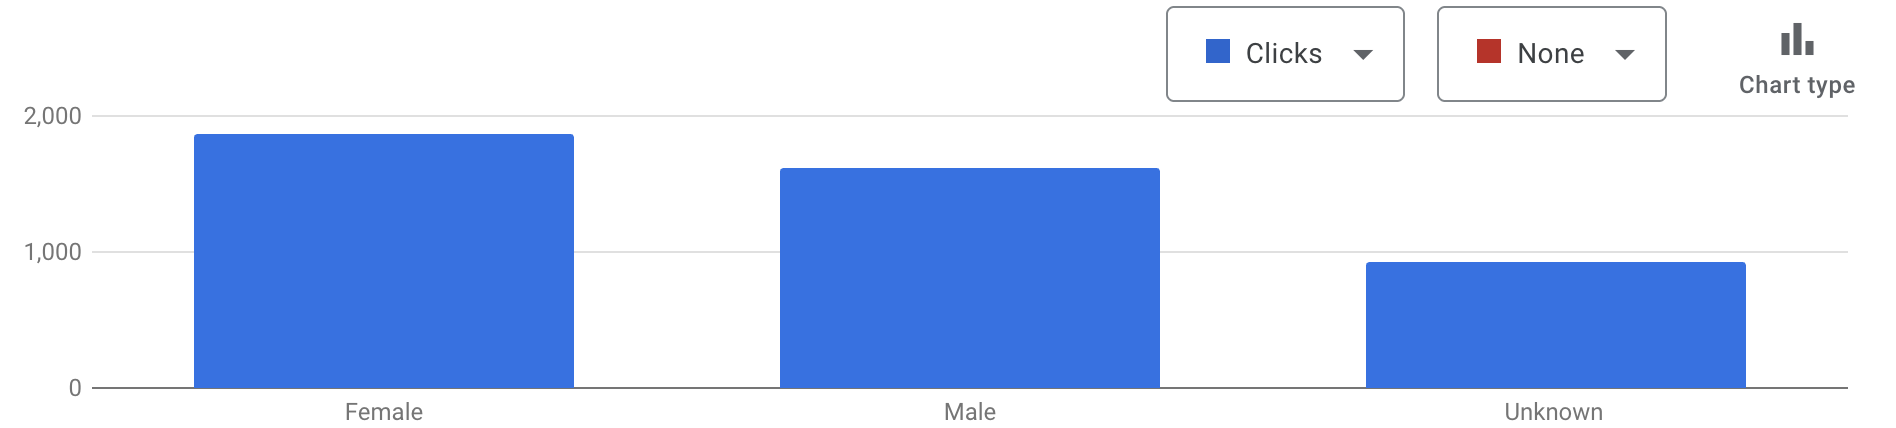 Clicks
None
Chart type
2,000
1,000
0
Female
Male
Unknown